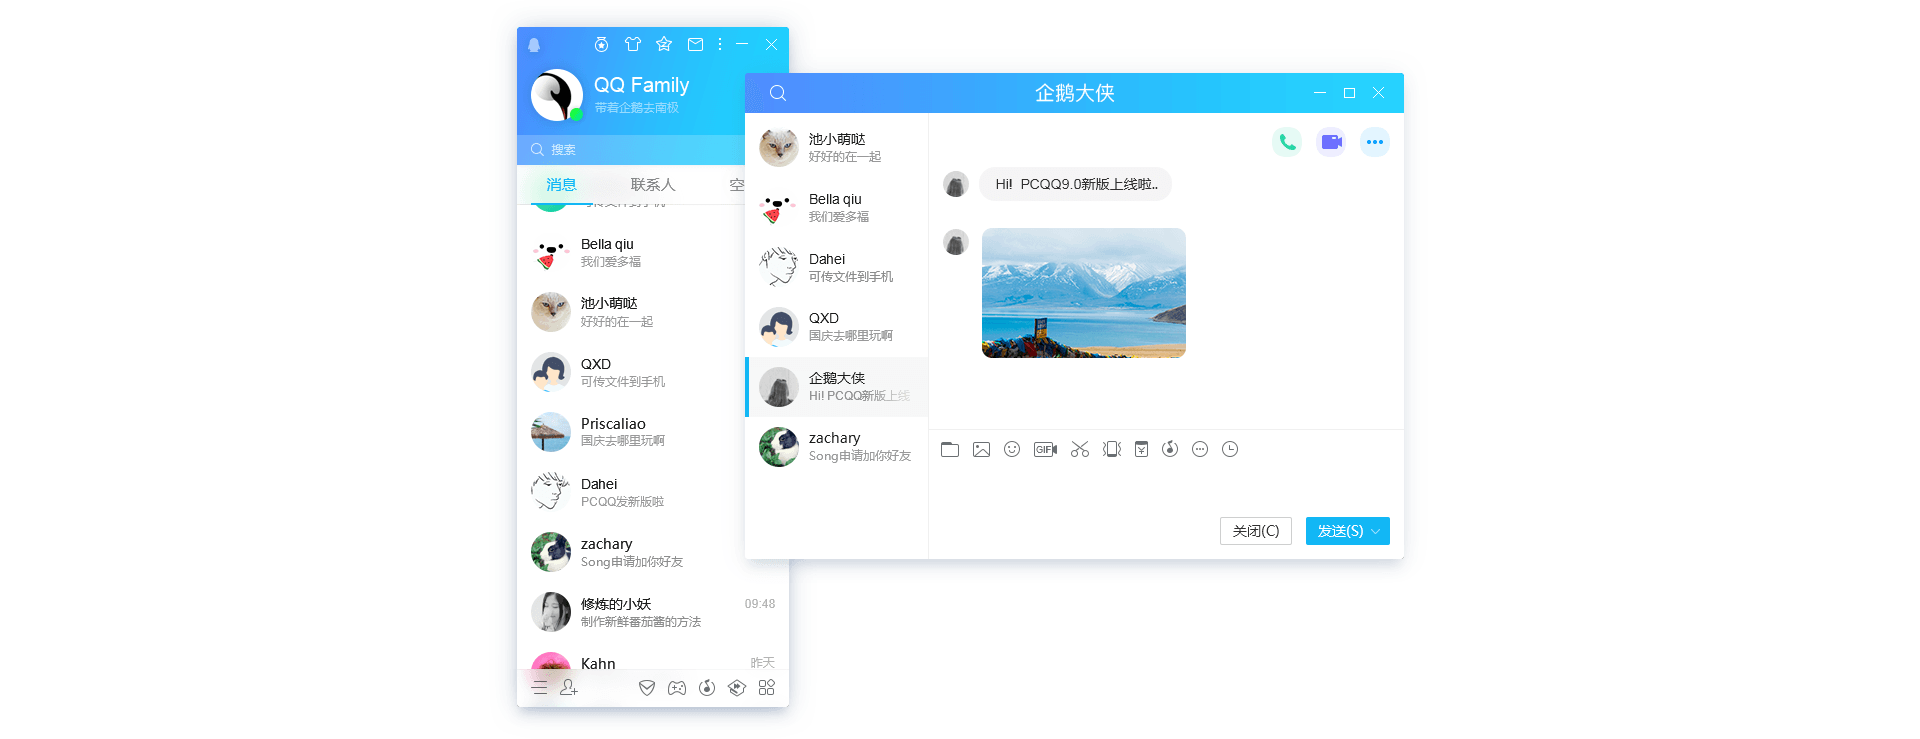 QQ Family
带着企鹅去南极
搜索
消息
联系人
空
可传文件到手机
Bella qiu
我们爱多福
池小萌哒
好好的在一起
QXD
可传文件到手机
Priscaliao
国庆去哪里玩啊
Dahei
PCQQ发新版啦
zachary
Song申请加你好友
修炼的小妖
09:48
制作新鲜番茄酱的方法
Kahn
昨天
企鹅大侠
池小萌哒
好好的在一起
Bella qiu
我们爱多福
Dahei
可传文件到手机
QXD
国庆去哪里玩啊
企鹅大侠
Hi! PCQQ新版上线
zachary
Song申请加你好友
Hi! PCQQ9.0新版上线啦..
GIF
关闭(C)
发送(S)